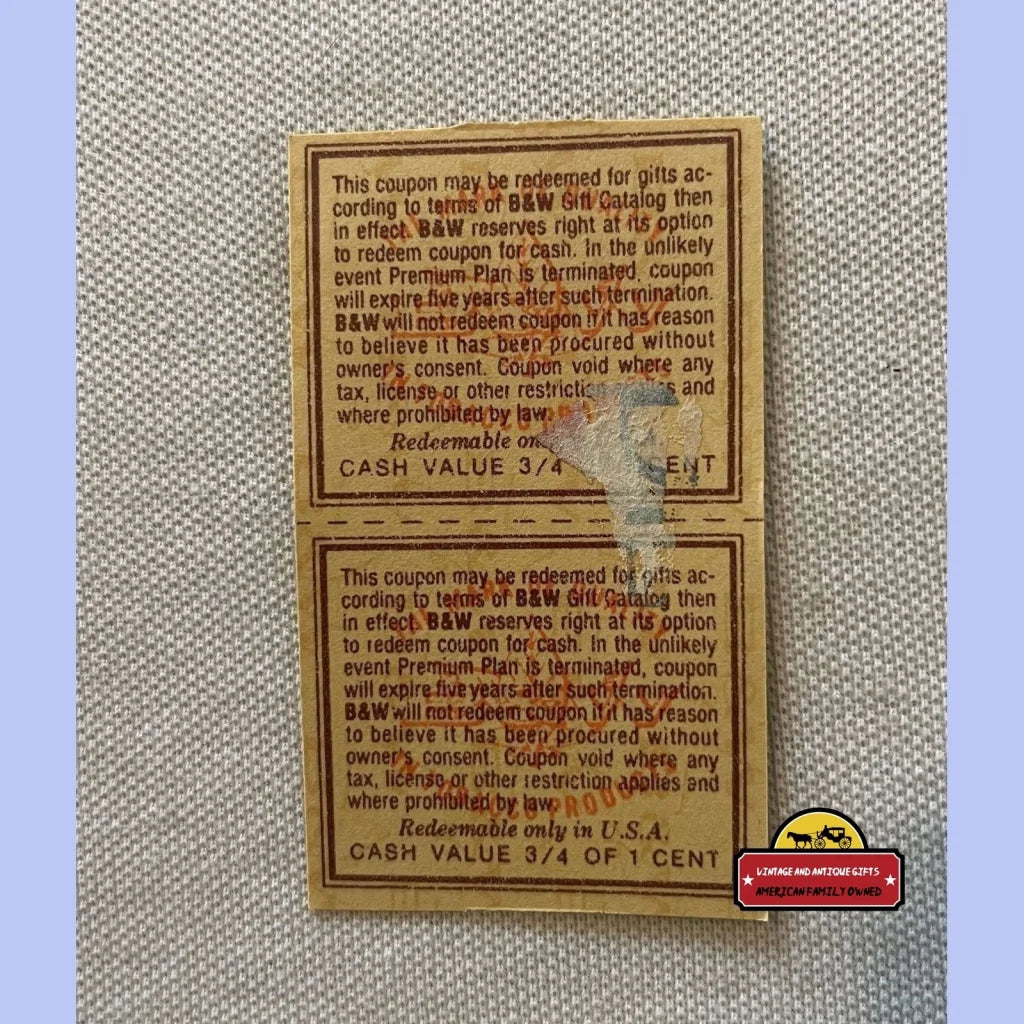 This coupon may be redeemed for gifts ac-
cording to terms of B&W Gift Catalog then
in effect. B&W reserves right at its option
to redeem coupon for cash. In the unlikely
event Premium Plan is terminated, coupon
will expire five years after such termination.
B&W will not redeem coupon if it has reason
to believe it has been procured without
owner's consent. Coupon void where any
tax, license or other and
where prohibited by law.
Redeemable
CASH VALUE 3/4 CENT
This coupon may be redeemed for gifts ac-
cording to terms of B&W Gift Catalog then
in effect. B&W reserves right at its option
to redeem coupon for cash. In the unlikely
event Premium Plan is terminated, coupon
will expire five years after such termination.
B&W will not redeem coupon if it has reason
to believe it has been procured without
owner's consent. Coupon void where any
tax, license or other restriction applies and
where prohibited by law.
Redeemable only in U.S.A.
CASH VALUE 3/4 OF 1 CENT
IN TOBACCO PRODUCTS
VINTAGE AND ANTIQUE GIFTS
AMERICAN FAMILY OWNED